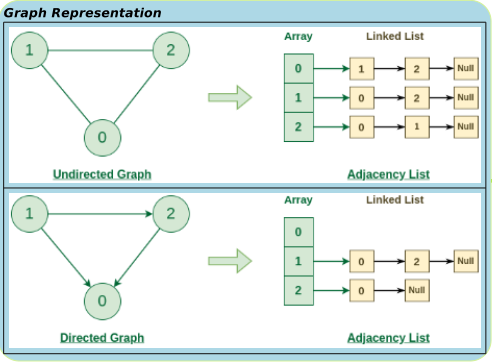 Graph Representation
Array Linked List
1 2 0 1 2 Null
1 0 2 Null
0 2 0 1 Null
Undirected Graph Adjacency List
Array Linked List
1 2 0
1 0 2 Null
0 2 0 Null
Directed Graph Adjacency List